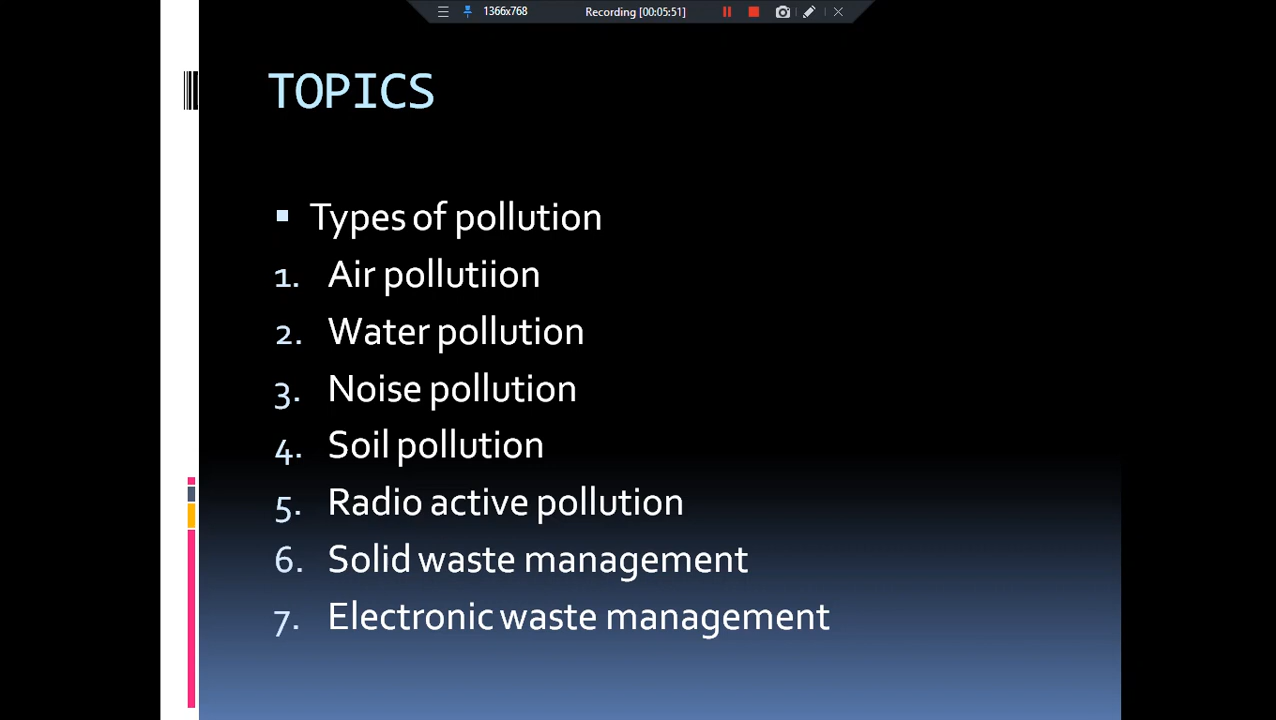 1366x768 Recording [00:05:51]
TOPICS
▪ Types of pollution
1. Air pollutiion
2. Water pollution
3. Noise pollution
4. Soil pollution
5. Radio active pollution
6. Solid waste management
7. Electronic waste management